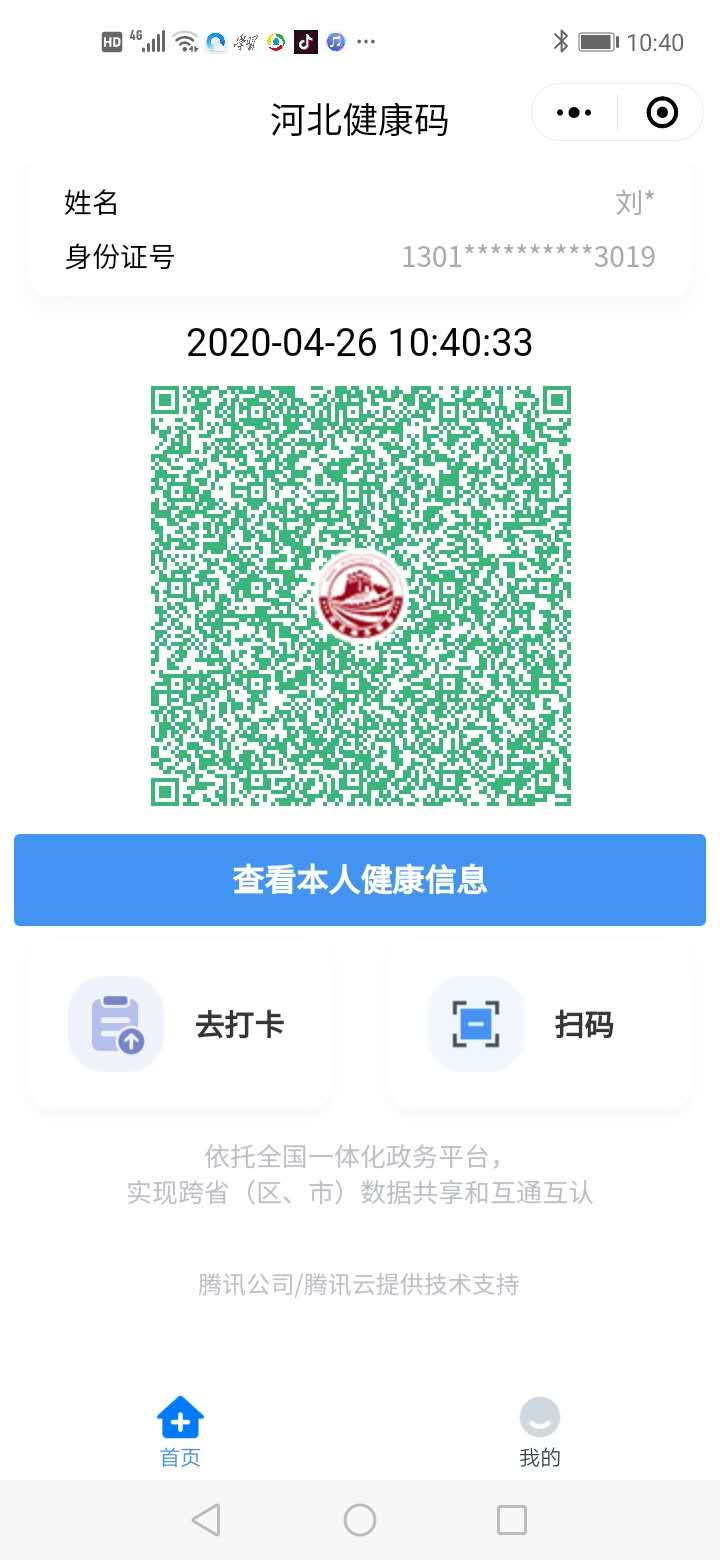 HD 4G 10:40
河北健康码
姓名 刘*
身份证号 1301**********3019
2020-04-26 10:40:33
查看本人健康信息
去打卡 扫码
依托全国一体化政务平台，
实现跨省（区、市）数据共享和互通互认
腾讯公司/腾讯云提供技术支持
首页 我的